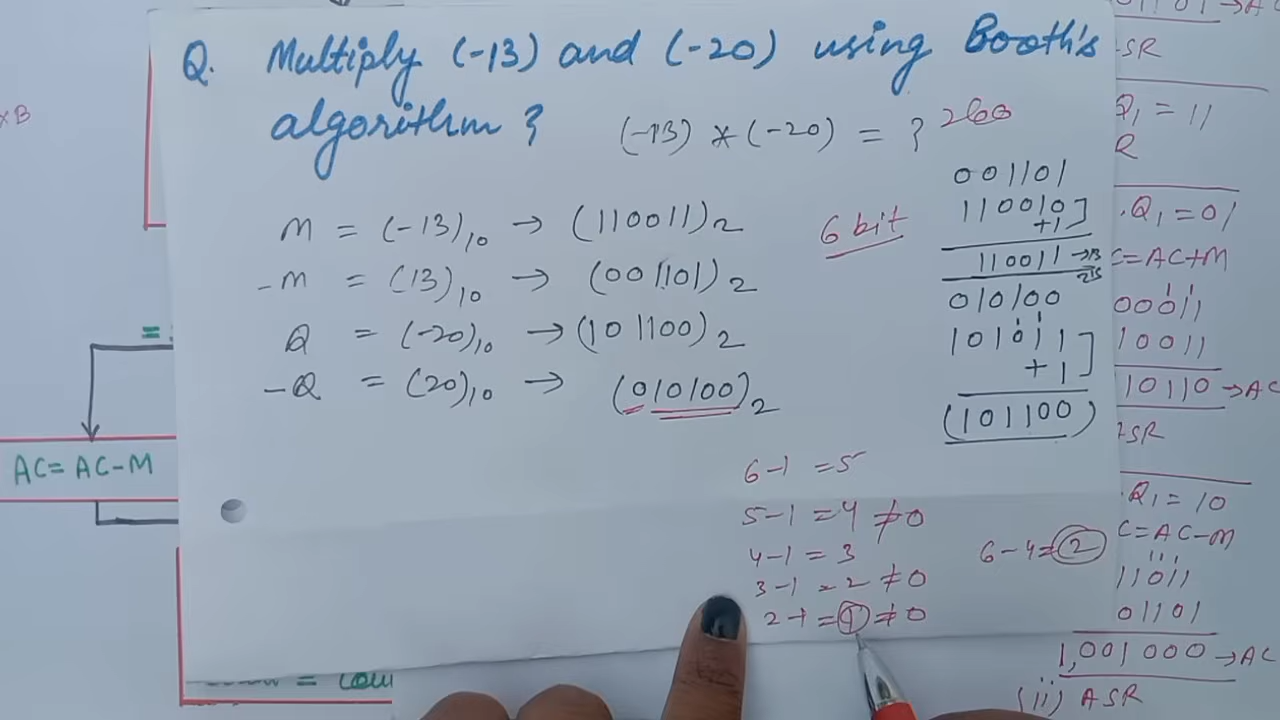 Q. Multiply (-13) and (-20) using Booth's
algorithm ? (-13) * (-20) = ? 260
M = (-13)10 → (110011)2
-M = (13)10 → (001101)2
Q = (-20)10 → (101100)2
-Q = (20)10 → (010100)2
6 bit
001101
110010
+1
110011 → -13
2's
010100
101011
+1
(101100)
6-1 = 5
5-1 = 4 ≠0
4-1 = 3
3-1 = 2 ≠0
2-1 = 1 ≠0
6-4= 2
×B
AC= AC-M
=
01101 → AC
SR
Q1 = 11
R
.Q1 = 01
C=AC+M
00011
10011
10110 → AC
ASR
.Q1 = 10
C=AC-M
11011
01101
1,001000 → AC
(ii) ASR